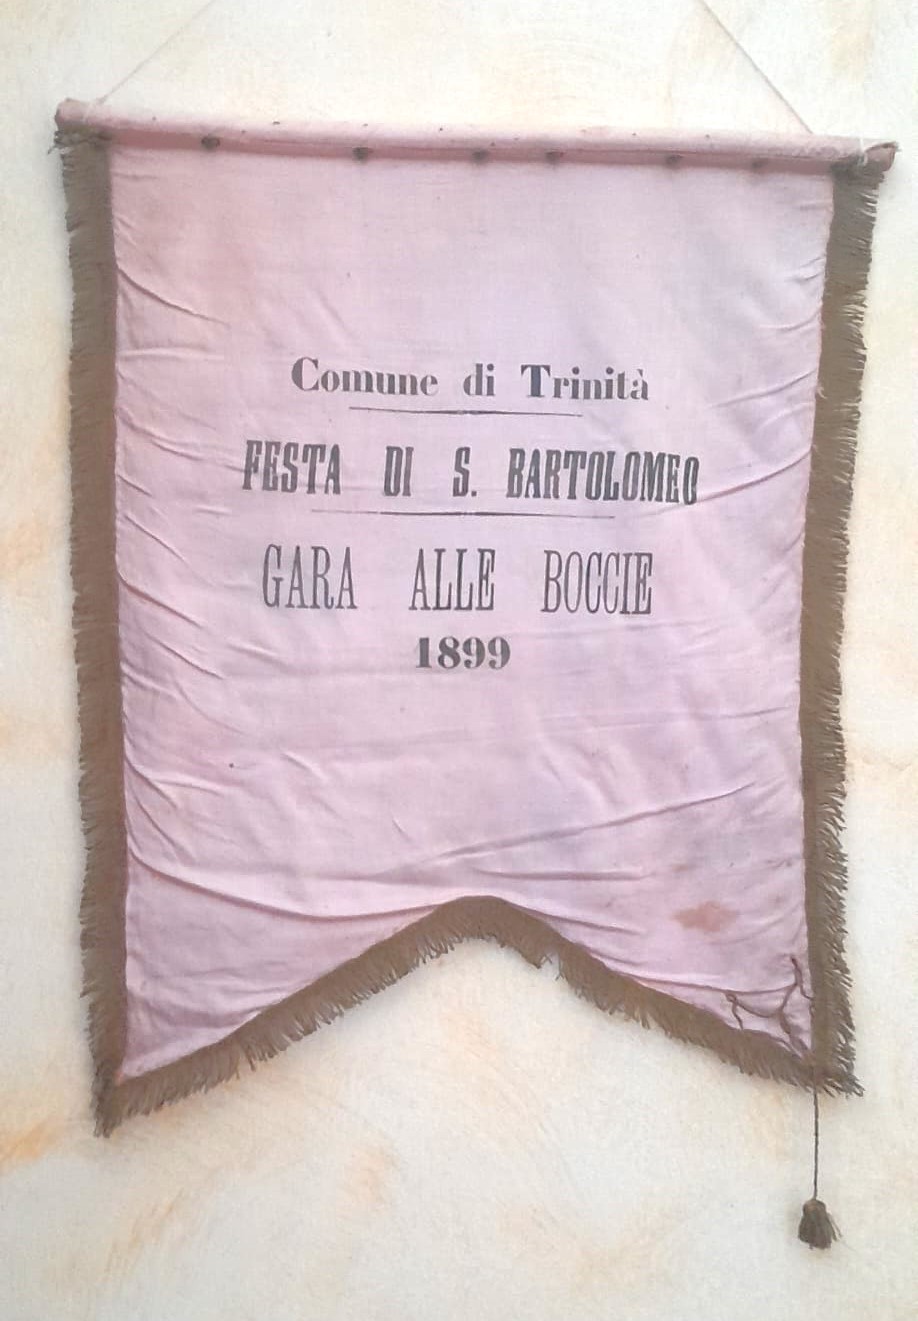 Comune di Trinità
FESTA DI S. BARTOLOMEO
GARA ALLE BOCCIE
1899